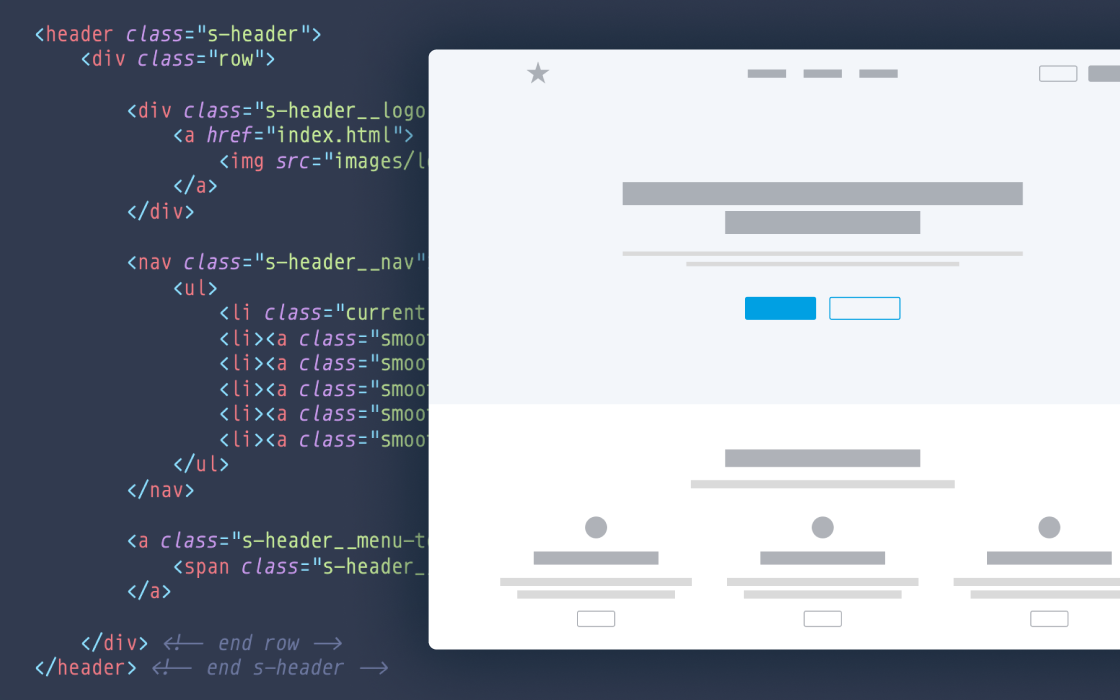 <header class="s-header">
<div class="row">
<div class="s-header__logo
<a href="index.html">
<img src="images/l
</a>
</div>
<nav class="s-header__nav"
<ul>
<li class="current
<li><a class="smoo
<li><a class="smoo
<li><a class="smoo
<li><a class="smoo
<li><a class="smoo
</ul>
</nav>
<a class="s-header__menu-t
<span class="s-header_
</a>
</div> <!-- end row -->
</header> <!-- end s-header -->